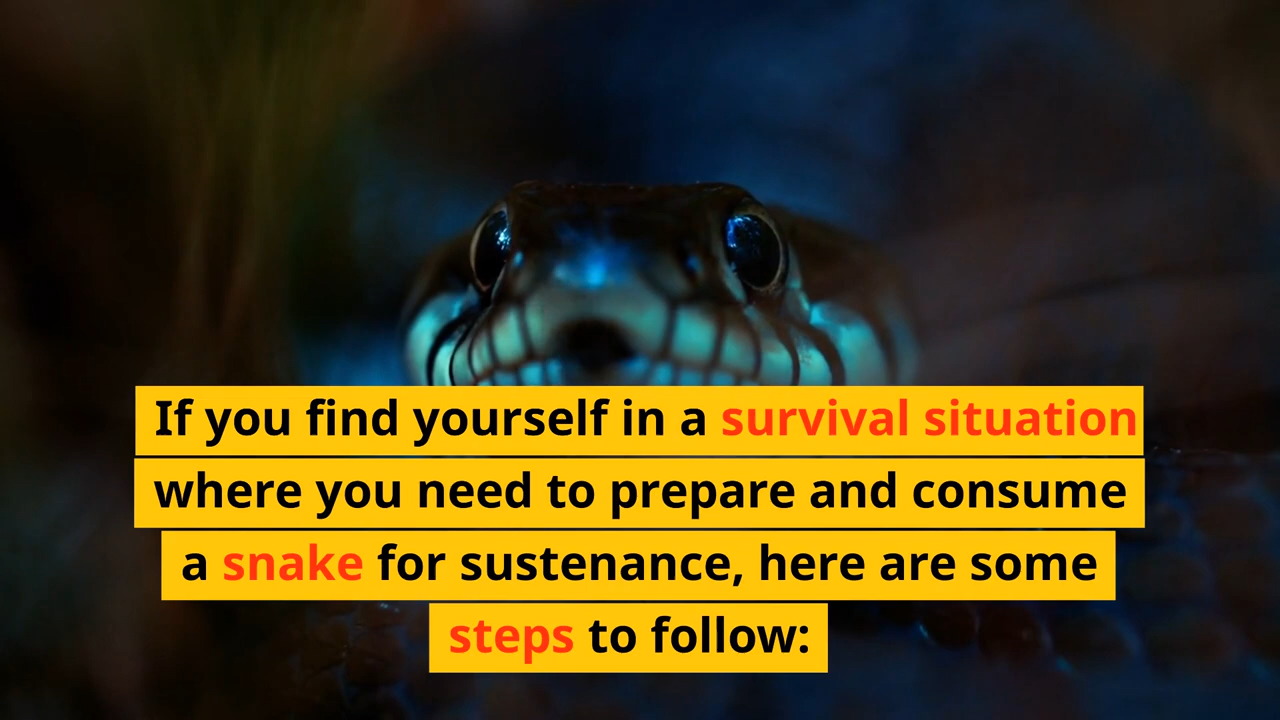 If you find yourself in a survival situation
where you need to prepare and consume
a snake for sustenance, here are some
steps to follow: